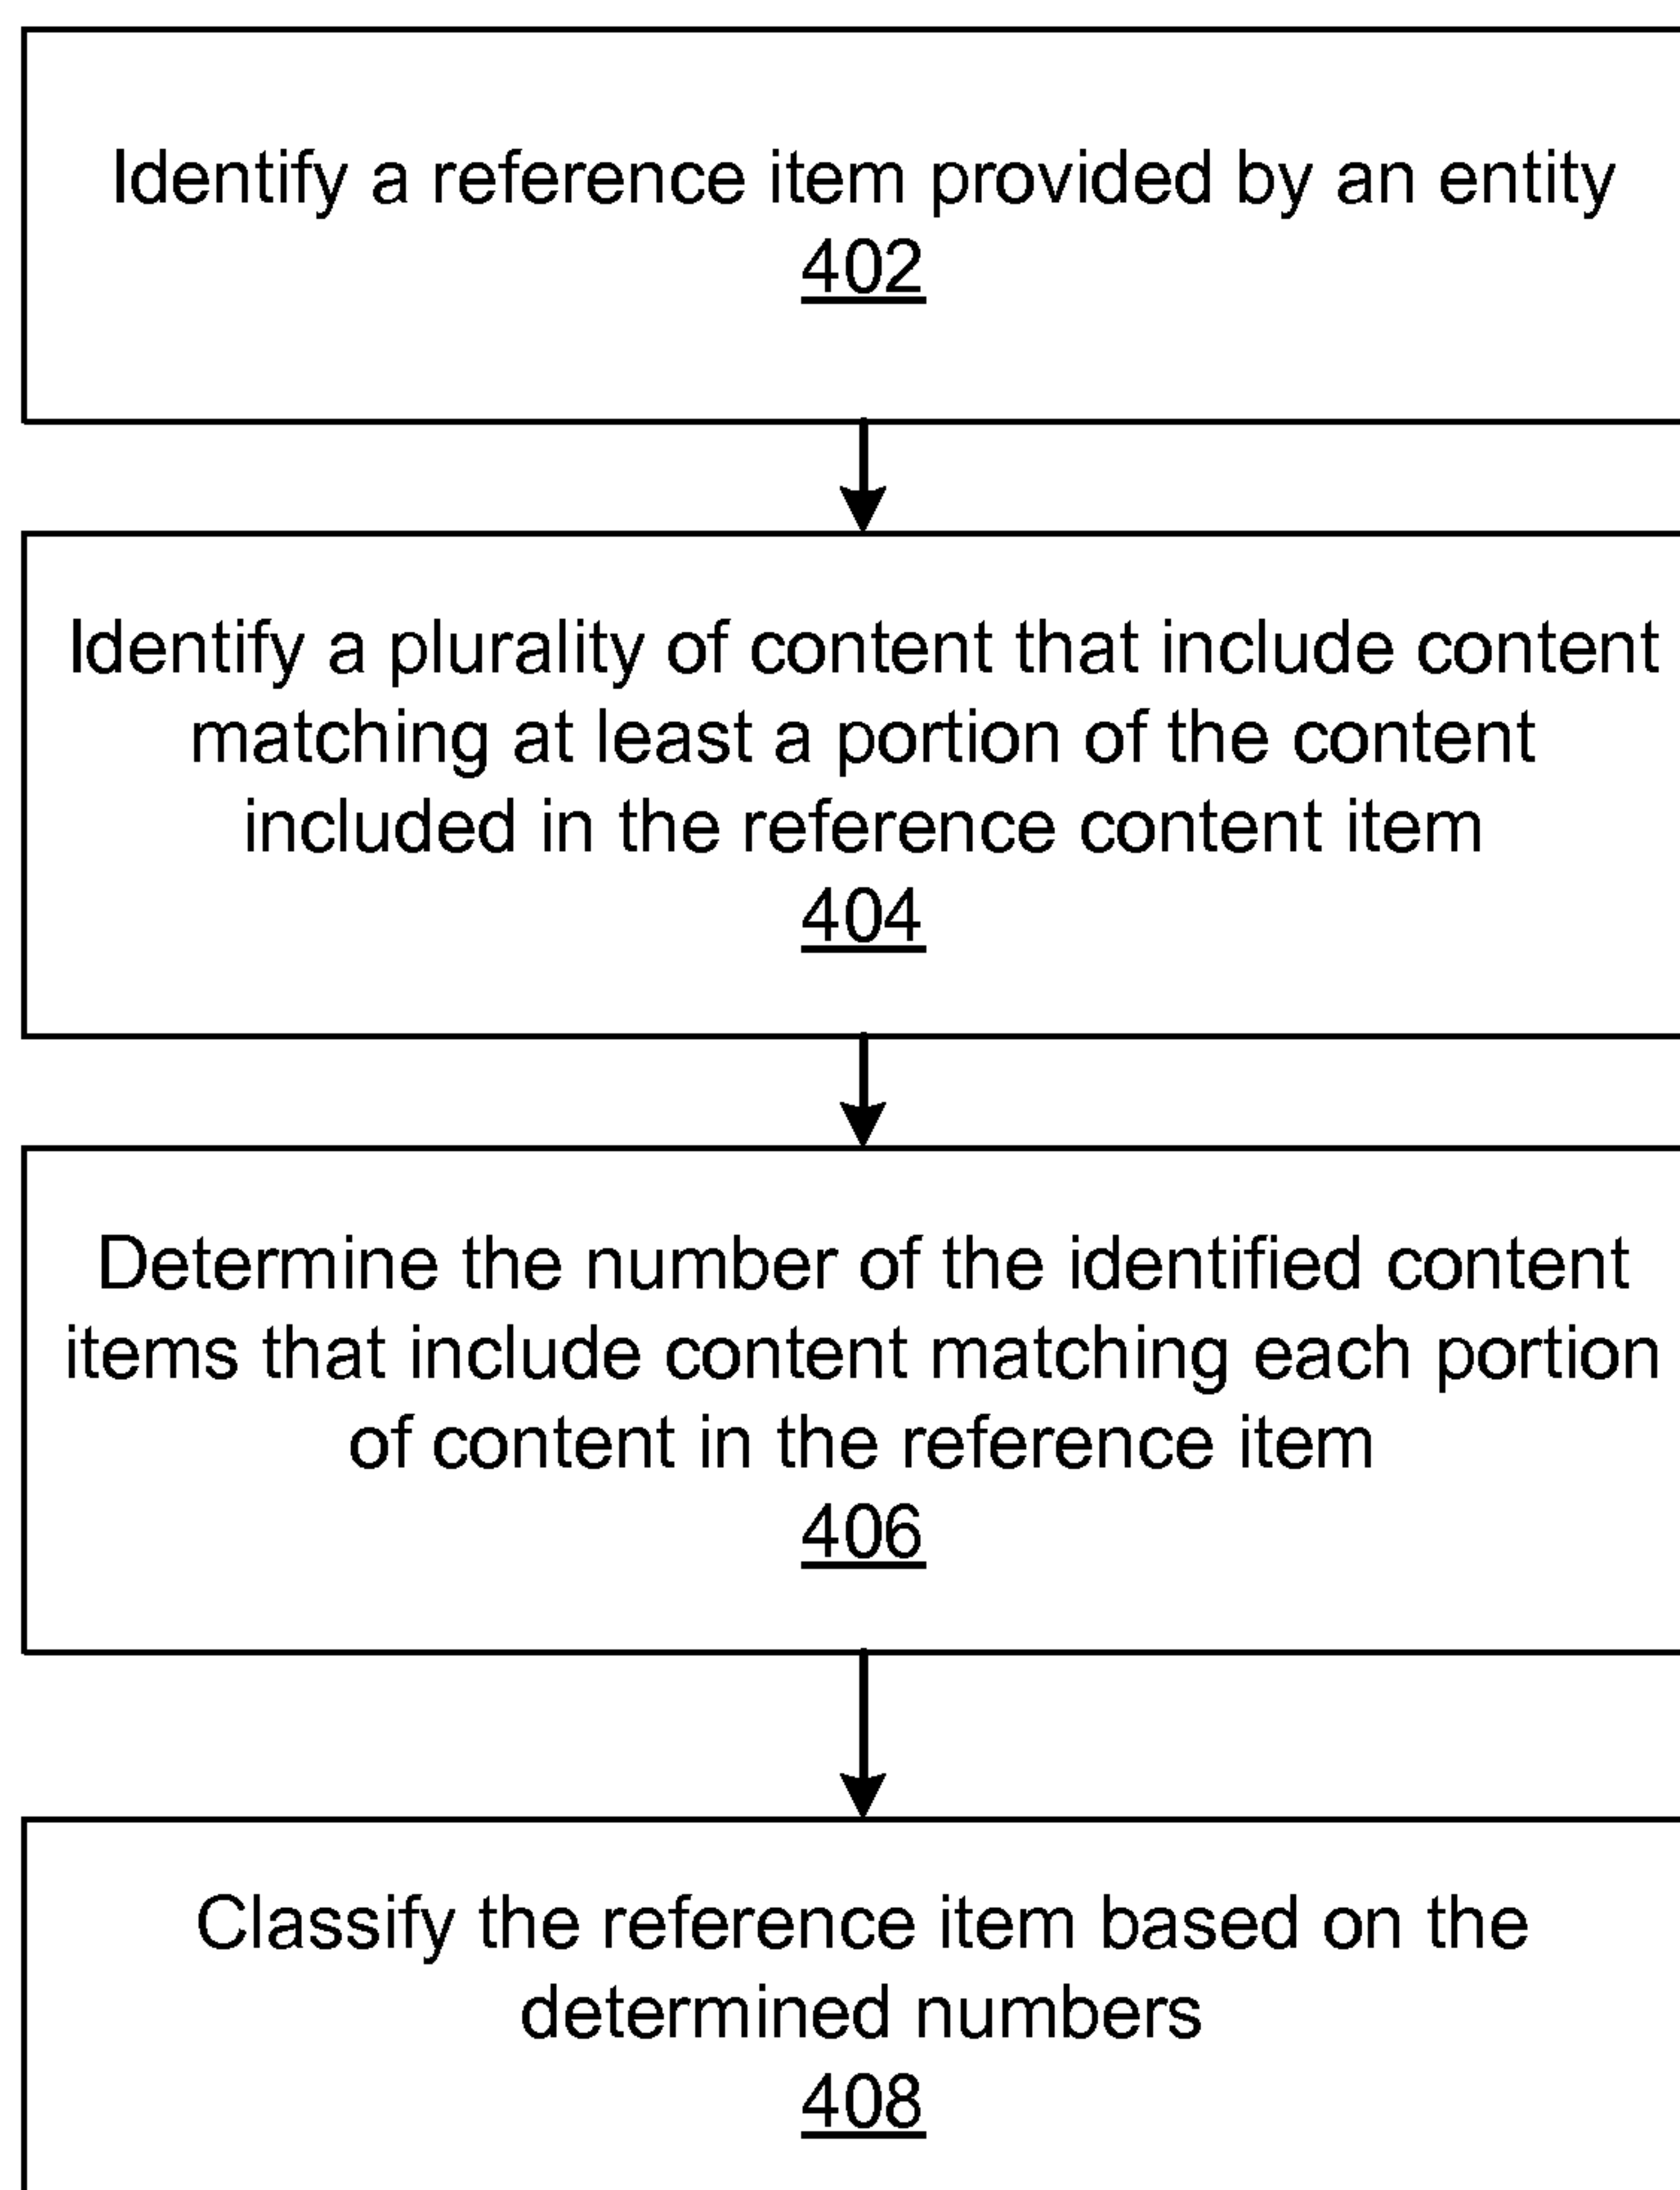 Identify a reference item provided by an entity
402
Identify a plurality of content that include content
matching at least a portion of the content
included in the reference content item
404
Determine the number of the identified content
items that include content matching each portion
of content in the reference item
406
Classify the reference item based on the
determined numbers
408